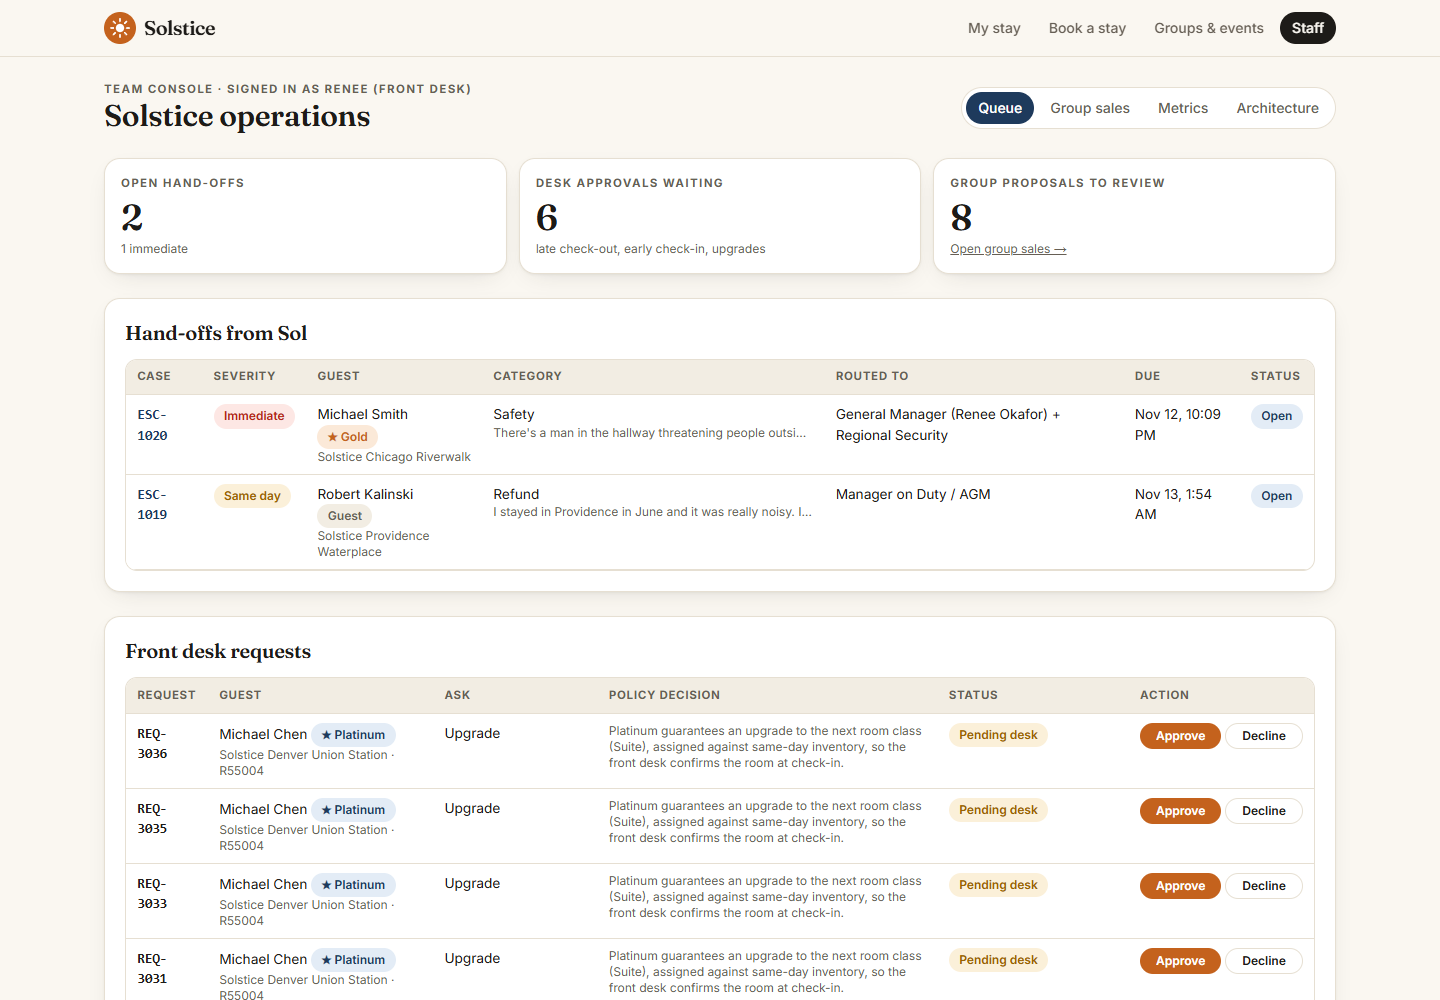 Solstice
My stay
Book a stay
Groups & events
Staff
TEAM CONSOLE · SIGNED IN AS RENEE (FRONT DESK)
Solstice operations
Queue
Group sales
Metrics
Architecture
OPEN HAND-OFFS
2
1 immediate
DESK APPROVALS WAITING
6
late check-out, early check-in, upgrades
GROUP PROPOSALS TO REVIEW
8
Open group sales →
Hand-offs from Sol
CASE SEVERITY GUEST CATEGORY ROUTED TO DUE STATUS
ESC-
1020
Immediate
Michael Smith
★ Gold
Solstice Chicago Riverwalk
Safety
There's a man in the hallway threatening people outsi...
General Manager (Renee Okafor) +
Regional Security
Nov 12, 10:09
PM
Open
ESC-
1019
Same day
Robert Kalinski
Guest
Solstice Providence
Waterplace
Refund
I stayed in Providence in June and it was really noisy. I...
Manager on Duty / AGM
Nov 13, 1:54
AM
Open
Front desk requests
REQUEST GUEST ASK POLICY DECISION STATUS ACTION
REQ-
3036
Michael Chen ★ Platinum
Solstice Denver Union Station ·
R55004
Upgrade
Platinum guarantees an upgrade to the next room class
(Suite), assigned against same-day inventory, so the
front desk confirms the room at check-in.
Pending desk
Approve
Decline
REQ-
3035
Michael Chen ★ Platinum
Solstice Denver Union Station ·
R55004
Upgrade
Platinum guarantees an upgrade to the next room class
(Suite), assigned against same-day inventory, so the
front desk confirms the room at check-in.
Pending desk
Approve
Decline
REQ-
3033
Michael Chen ★ Platinum
Solstice Denver Union Station ·
R55004
Upgrade
Platinum guarantees an upgrade to the next room class
(Suite), assigned against same-day inventory, so the
front desk confirms the room at check-in.
Pending desk
Approve
Decline
REQ-
3031
Michael Chen ★ Platinum
Solstice Denver Union Station ·
R55004
Upgrade
Platinum guarantees an upgrade to the next room class
(Suite), assigned against same-day inventory, so the
front desk confirms the room at check-in.
Pending desk
Approve
Decline